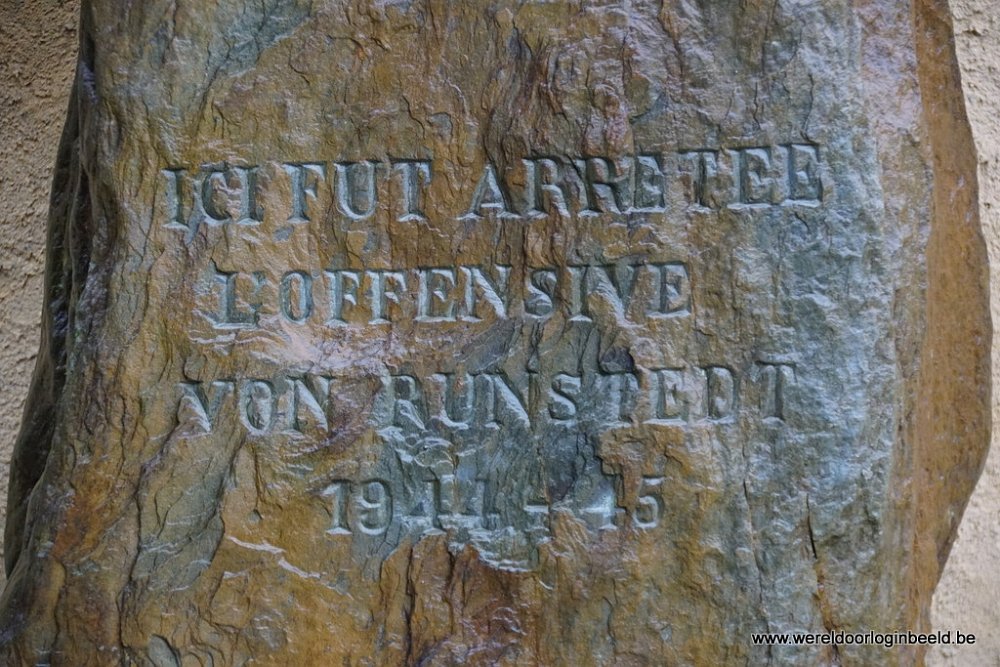 ICI FUT ARRETEE
L'OFFENSIVE
VON RUNSTEDT
1944-45
www.wereldoorloginbeeld.be